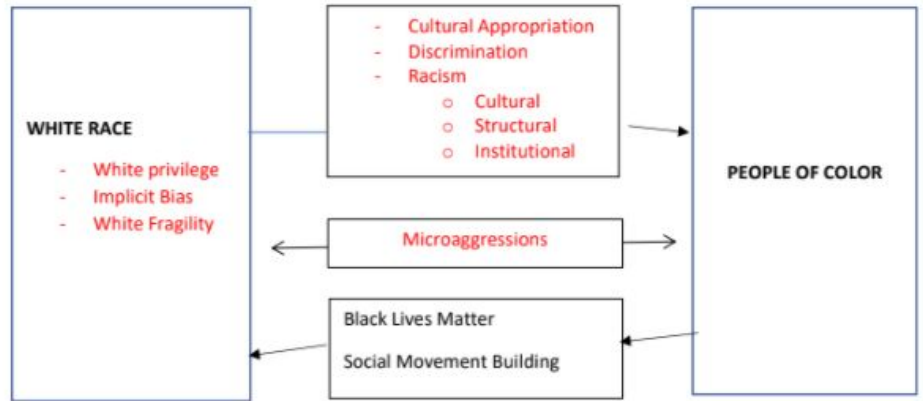 - Cultural Appropriation
- Discrimination
- Racism
o Cultural
o Structural
o Institutional
WHITE RACE
- White privilege
- Implicit Bias
- White Fragility
PEOPLE OF COLOR
Microaggressions
Black Lives Matter
Social Movement Building